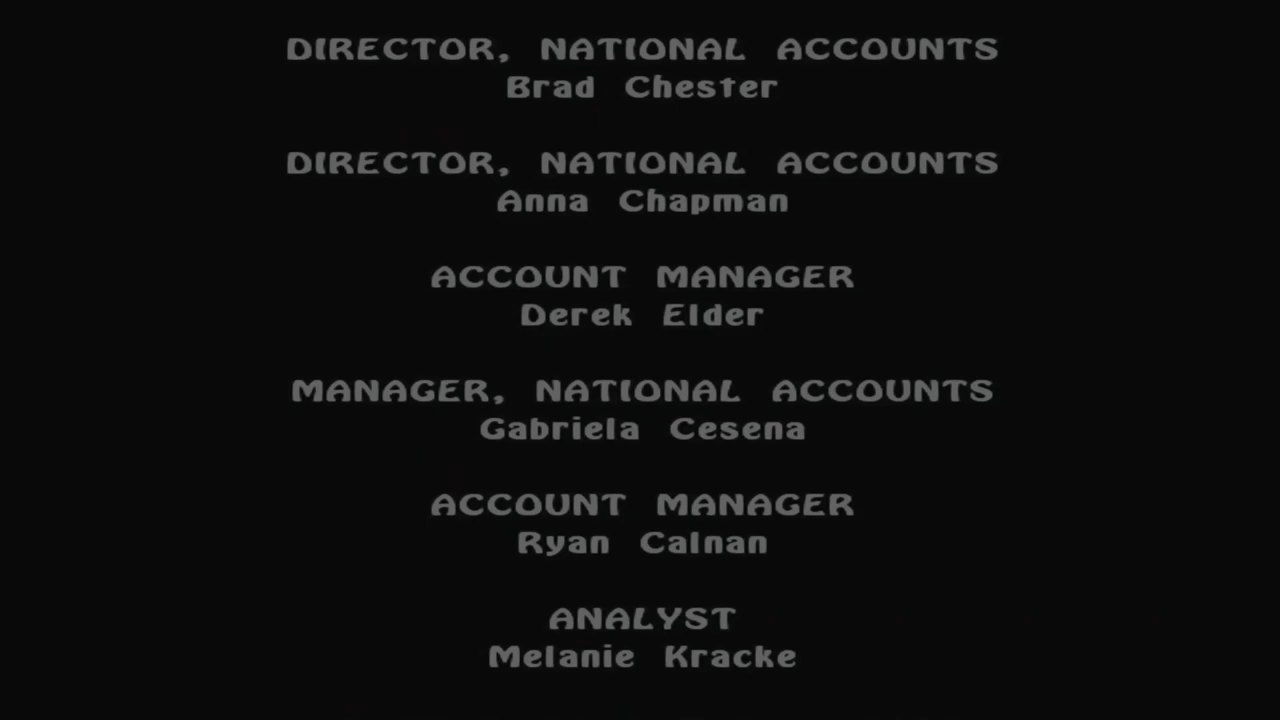 DIRECTOR, NATIONAL ACCOUNTS
Brad Chester
DIRECTOR, NATIONAL ACCOUNTS
Anna Chapman
ACCOUNT MANAGER
Derek Elder
MANAGER, NATIONAL ACCOUNTS
Gabriela Cesena
ACCOUNT MANAGER
Ryan Calnan
ANALYST
Melanie Kracke